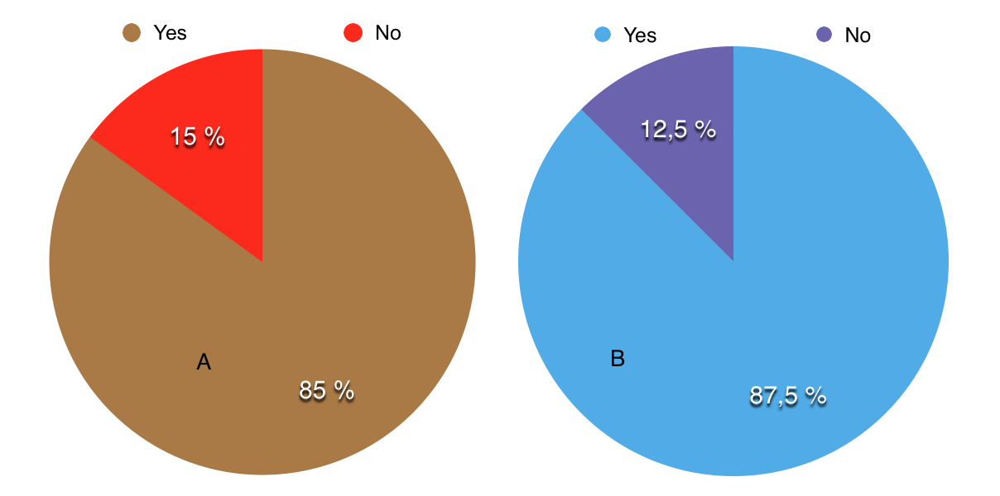 Yes
No
15 %
A
85 %
Yes
No
12,5 %
B
87,5 %